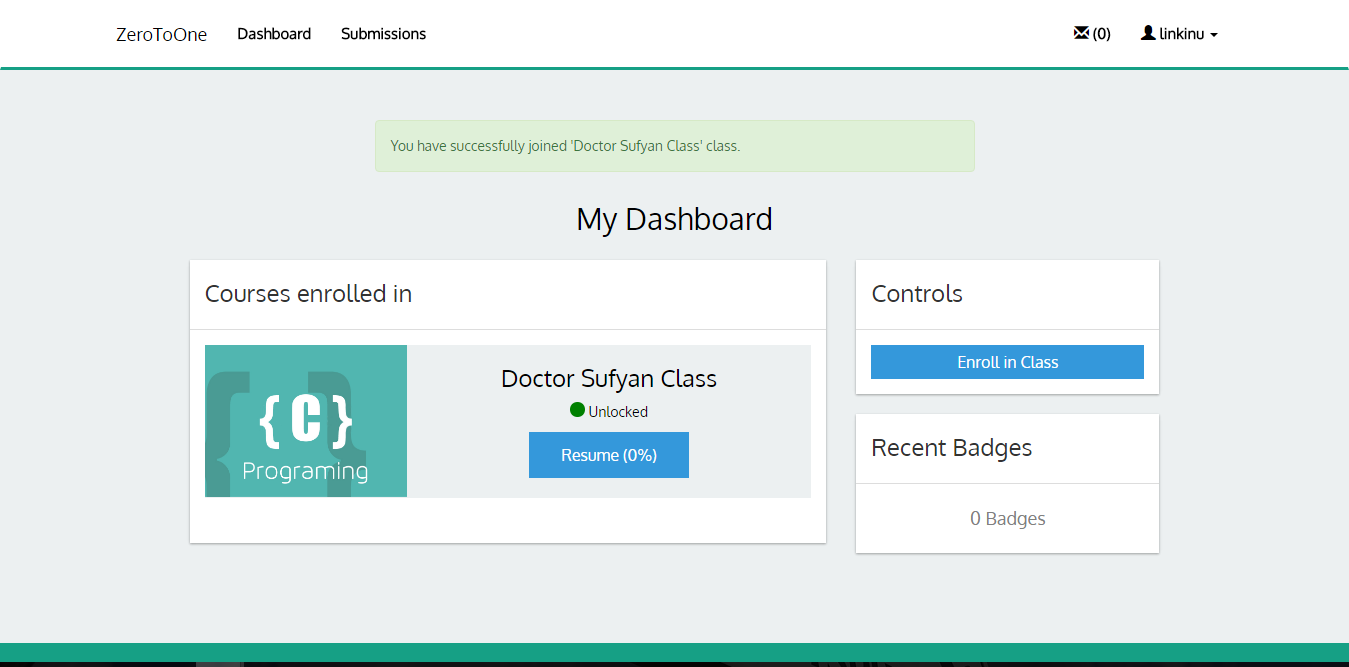 ZeroToOne Dashboard Submissions (0) linkinu
You have successfully joined 'Doctor Sufyan Class' class.
My Dashboard
Courses enrolled in
{C}
Programing
Doctor Sufyan Class
Unlocked
Resume (0%)
Controls
Enroll in Class
Recent Badges
0 Badges